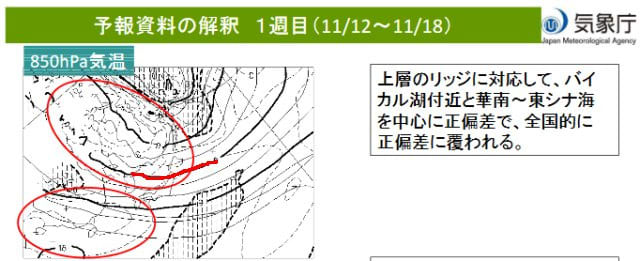 予報資料の解釈 1週目(11/12~11/18)
気象庁
Japan Meteorological Agency
850hPa気温
上層のリッジに対応して、バイ
カル湖付近と華南~東シナ海
を中心に正偏差で、全国的に
正偏差に覆われる。